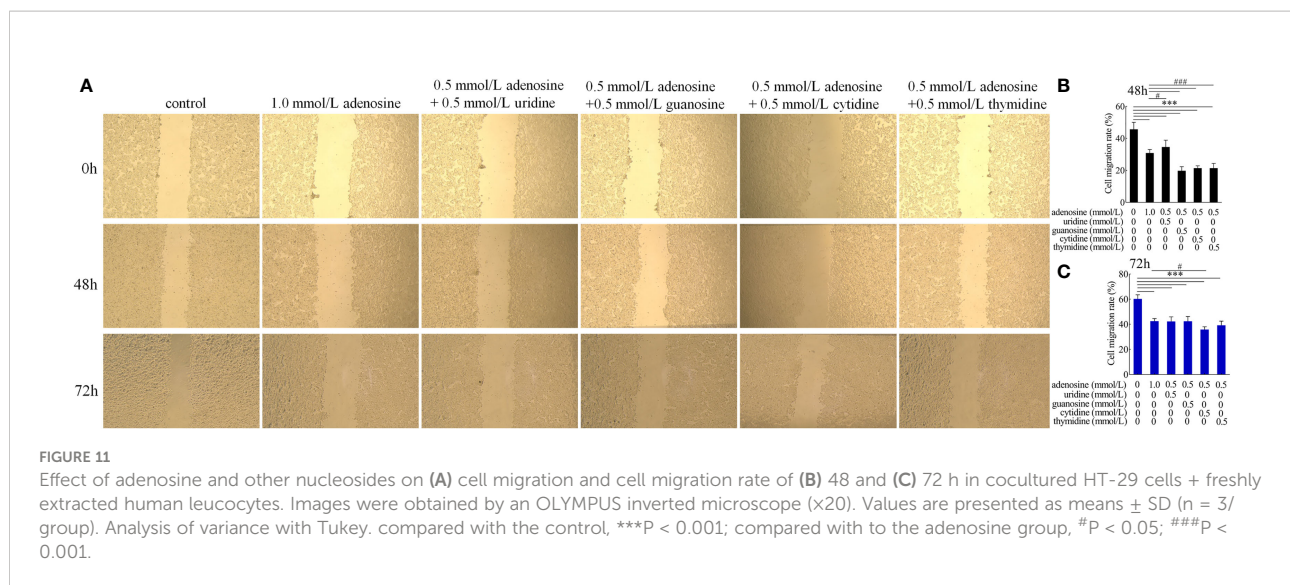 A
control
1.0 mmol/L adenosine
0.5 mmol/L adenosine
+ 0.5 mmol/L uridine
0.5 mmol/L adenosine
+0.5 mmol/L guanosine
0.5 mmol/L adenosine
+ 0.5 mmol/L cytidine
0.5 mmol/L adenosine
+0.5 mmol/L thymidine
0h
48h
72h
B
48h
###
#
***
Cell migration rate (%)
60
40
20
0
adenosine (mmol/L) 0 1.0 0.5 0.5 0.5 0.5
uridine (mmol/L) 0 0 0.5 0 0 0
guanosine (mmol/L) 0 0 0 0.5 0 0
cytidine (mmol/L) 0 0 0 0 0.5 0
thymidine (mmol/L) 0 0 0 0 0 0.5
C
72h
#
***
Cell migration rate (%)
80
60
40
20
0
adenosine (mmol/L) 0 1.0 0.5 0.5 0.5 0.5
uridine (mmol/L) 0 0 0.5 0 0 0
guanosine (mmol/L) 0 0 0 0.5 0 0
cytidine (mmol/L) 0 0 0 0 0.5 0
thymidine (mmol/L) 0 0 0 0 0 0.5
FIGURE 11
Effect of adenosine and other nucleosides on (A) cell migration and cell migration rate of (B) 48 and (C) 72 h in cocultured HT-29 cells + freshly
extracted human leucocytes. Images were obtained by an OLYMPUS inverted microscope (×20). Values are presented as means ± SD (n = 3/
group). Analysis of variance with Tukey. compared with the control, ***P < 0.001; compared with to the adenosine group, #P < 0.05; ###P <
0.001.